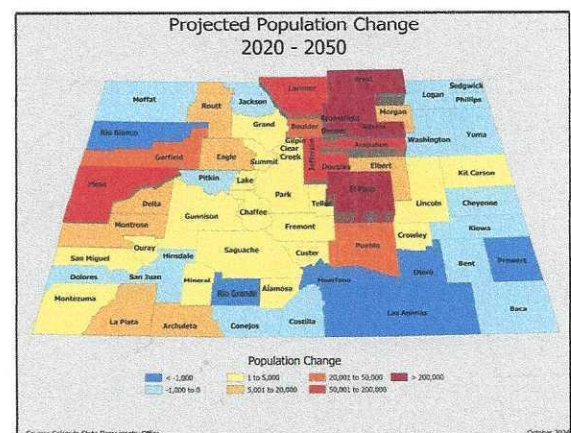 Projected Population Change
2020 - 2050
Moffat
Routt
Jackson
Larimer
Weld
Logan
Sedgwick
Phillips
Morgan
Rio Blanco
Grand
Boulder
Broomfield
Denver
Adams
Washington
Yuma
Gilpin
Clear
Creek
Jefferson
Arapahoe
Garfield
Eagle
Summit
Douglas
Elbert
Kit Carson
Mesa
Pitkin
Lake
Park
Delta
Chaffee
Teller
El Paso
Lincoln
Cheyenne
Gunnison
Montrose
Fremont
Kiowa
Ouray
Crowley
San Miguel
Hinsdale
Saguache
Custer
Pueblo
Dolores
San Juan
Mineral
Huerfano
Otero
Bent
Prowers
Rio Grande
Alamosa
Montezuma
La Plata
Archuleta
Conejos
Costilla
Las Animas
Baca
Population Change
< -1,000
1 to 5,000
20,001 to 50,000
> 200,000
-1,000 to 0
5,001 to 20,000
50,001 to 200,000
October 2024